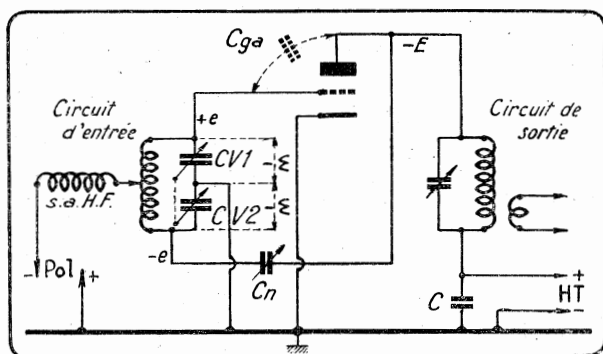 Cga
-E
Circuit
d'entrée
+e
Circuit de
sortie
CV1
CV2
s.a.H.F.
-e
Cn
- Pol +
C
+
HT
-